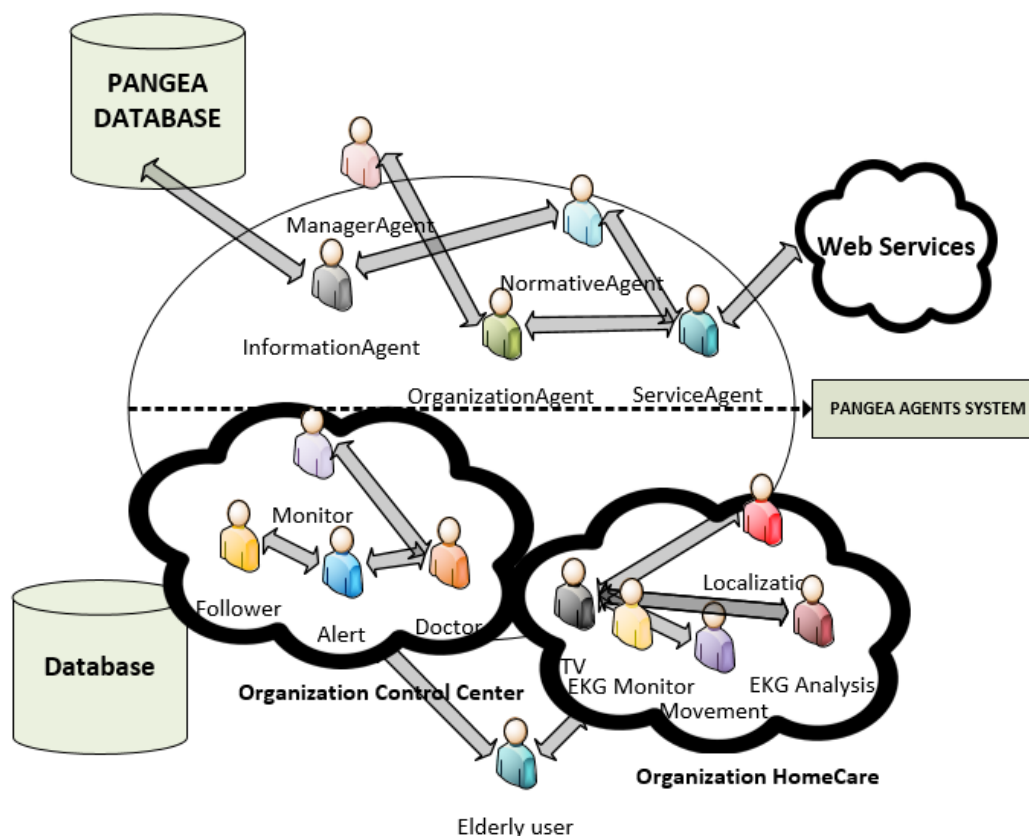 PANGEA
DATABASE
ManagerAgent
Web Services
NormativeAgent
InformationAgent
OrganizationAgent
ServiceAgent
PANGEA AGENTS SYSTEM
Monitor
Localizatio
Follower
Alert
Doctor
Database
TV
EKG Monitor
EKG Analysis
Movement
Organization Control Center
Organization HomeCare
Elderly user